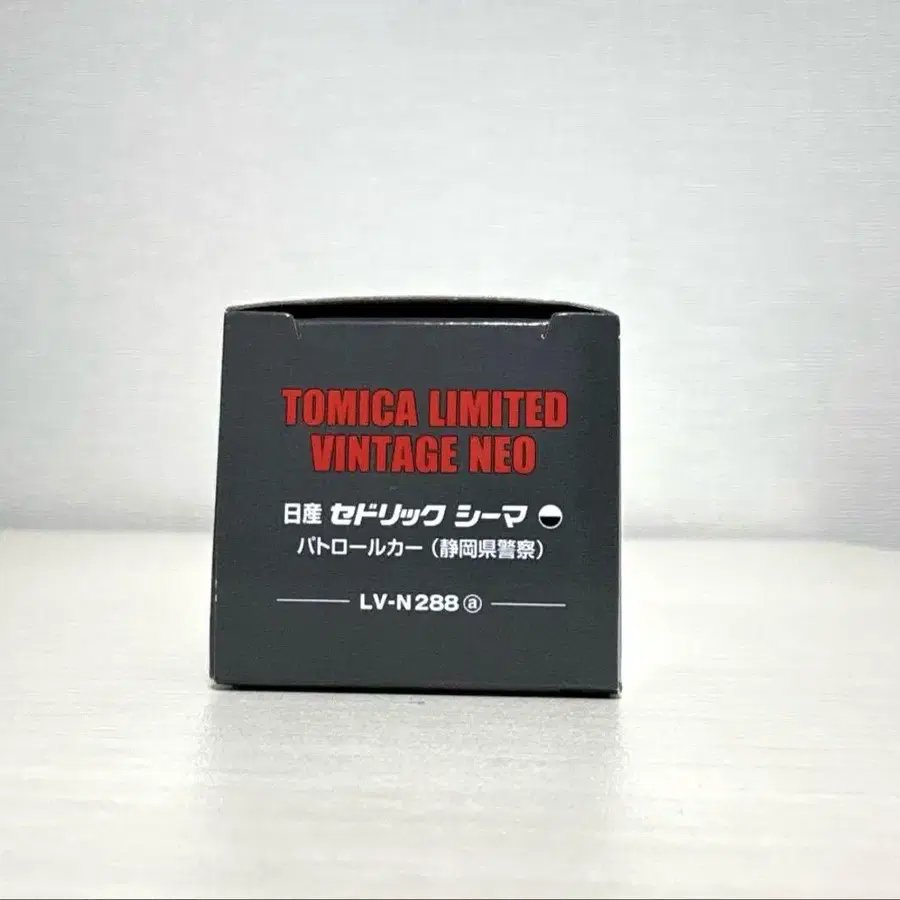 TOMICA LIMITED
VINTAGE NEO
日産 セドリック シーマ
パトロールカー（静岡県警察）
LV-N288ⓐ